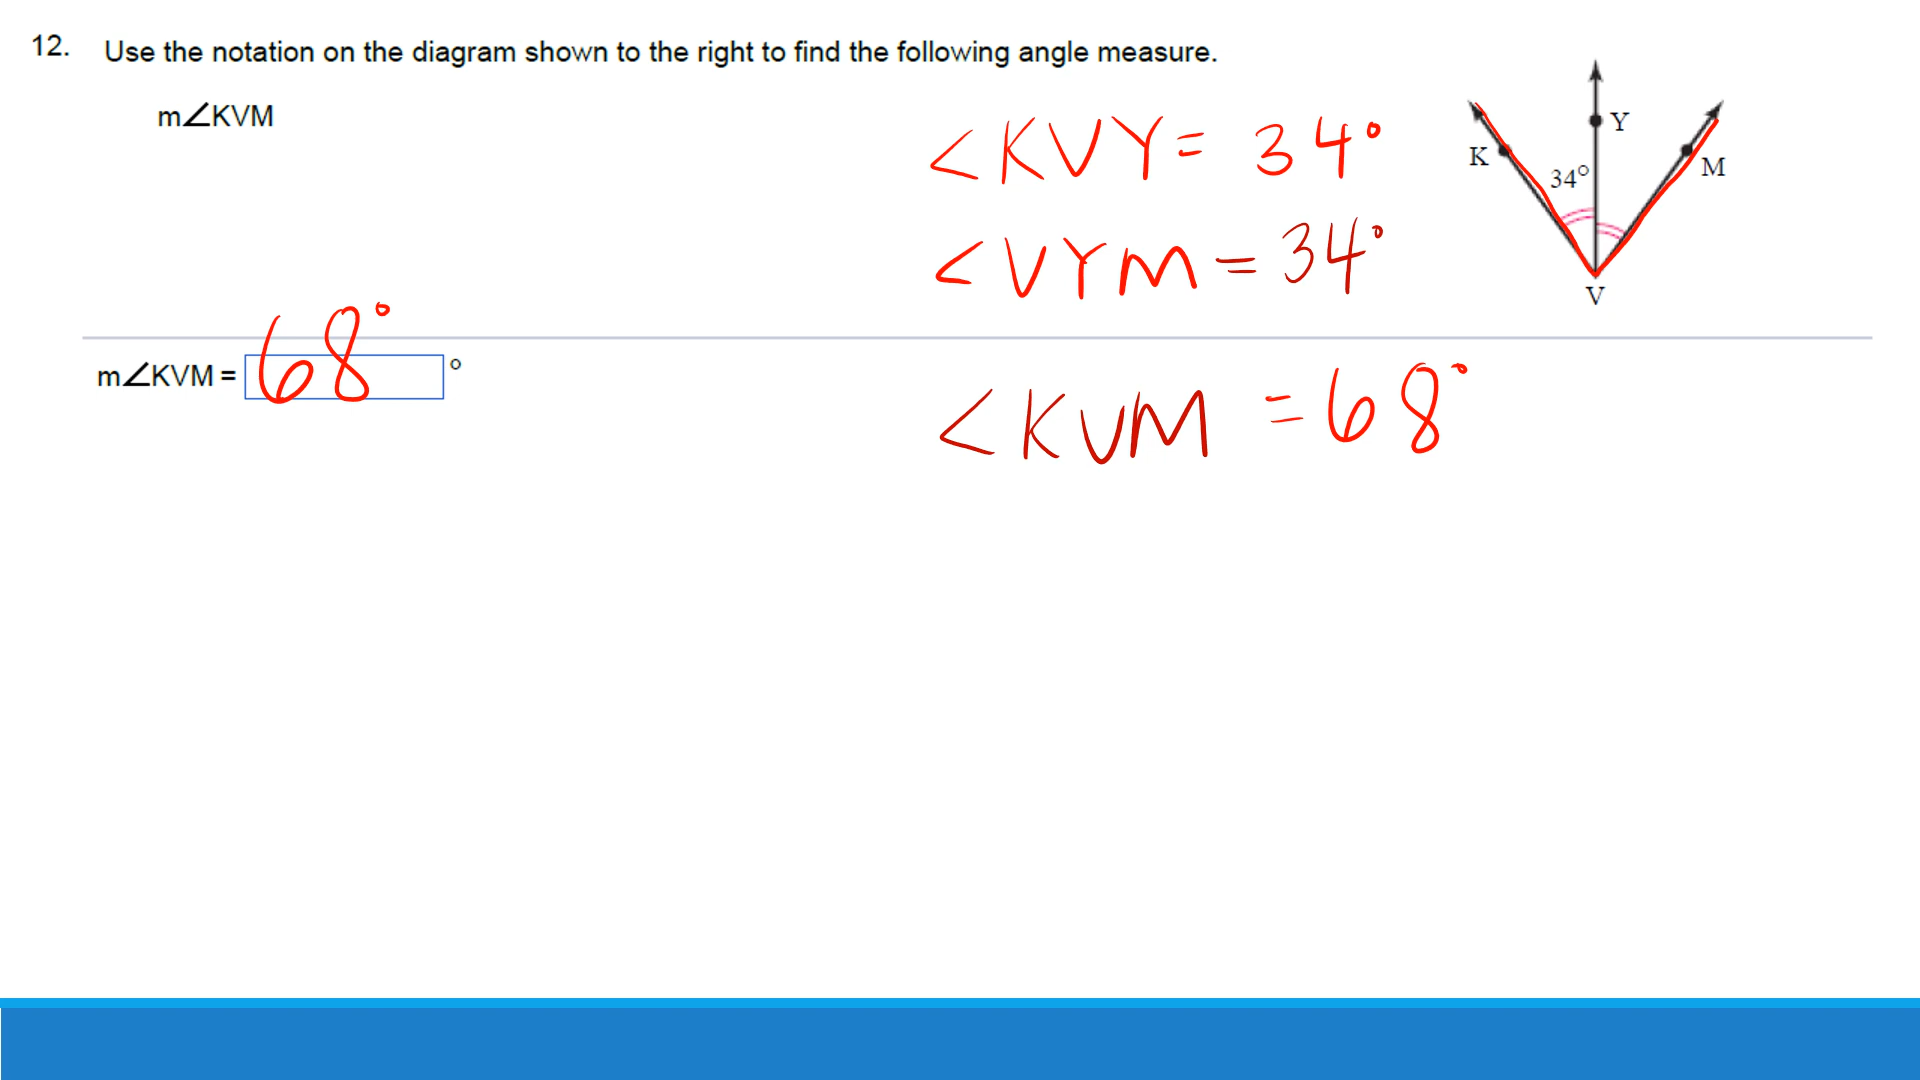 12. Use the notation on the diagram shown to the right to find the following angle measure.
m∠KVM
<KVY = 34°
<VYM = 34°
Y
K
34°
M
V
m∠KVM = 68° °
<KVM = 68°